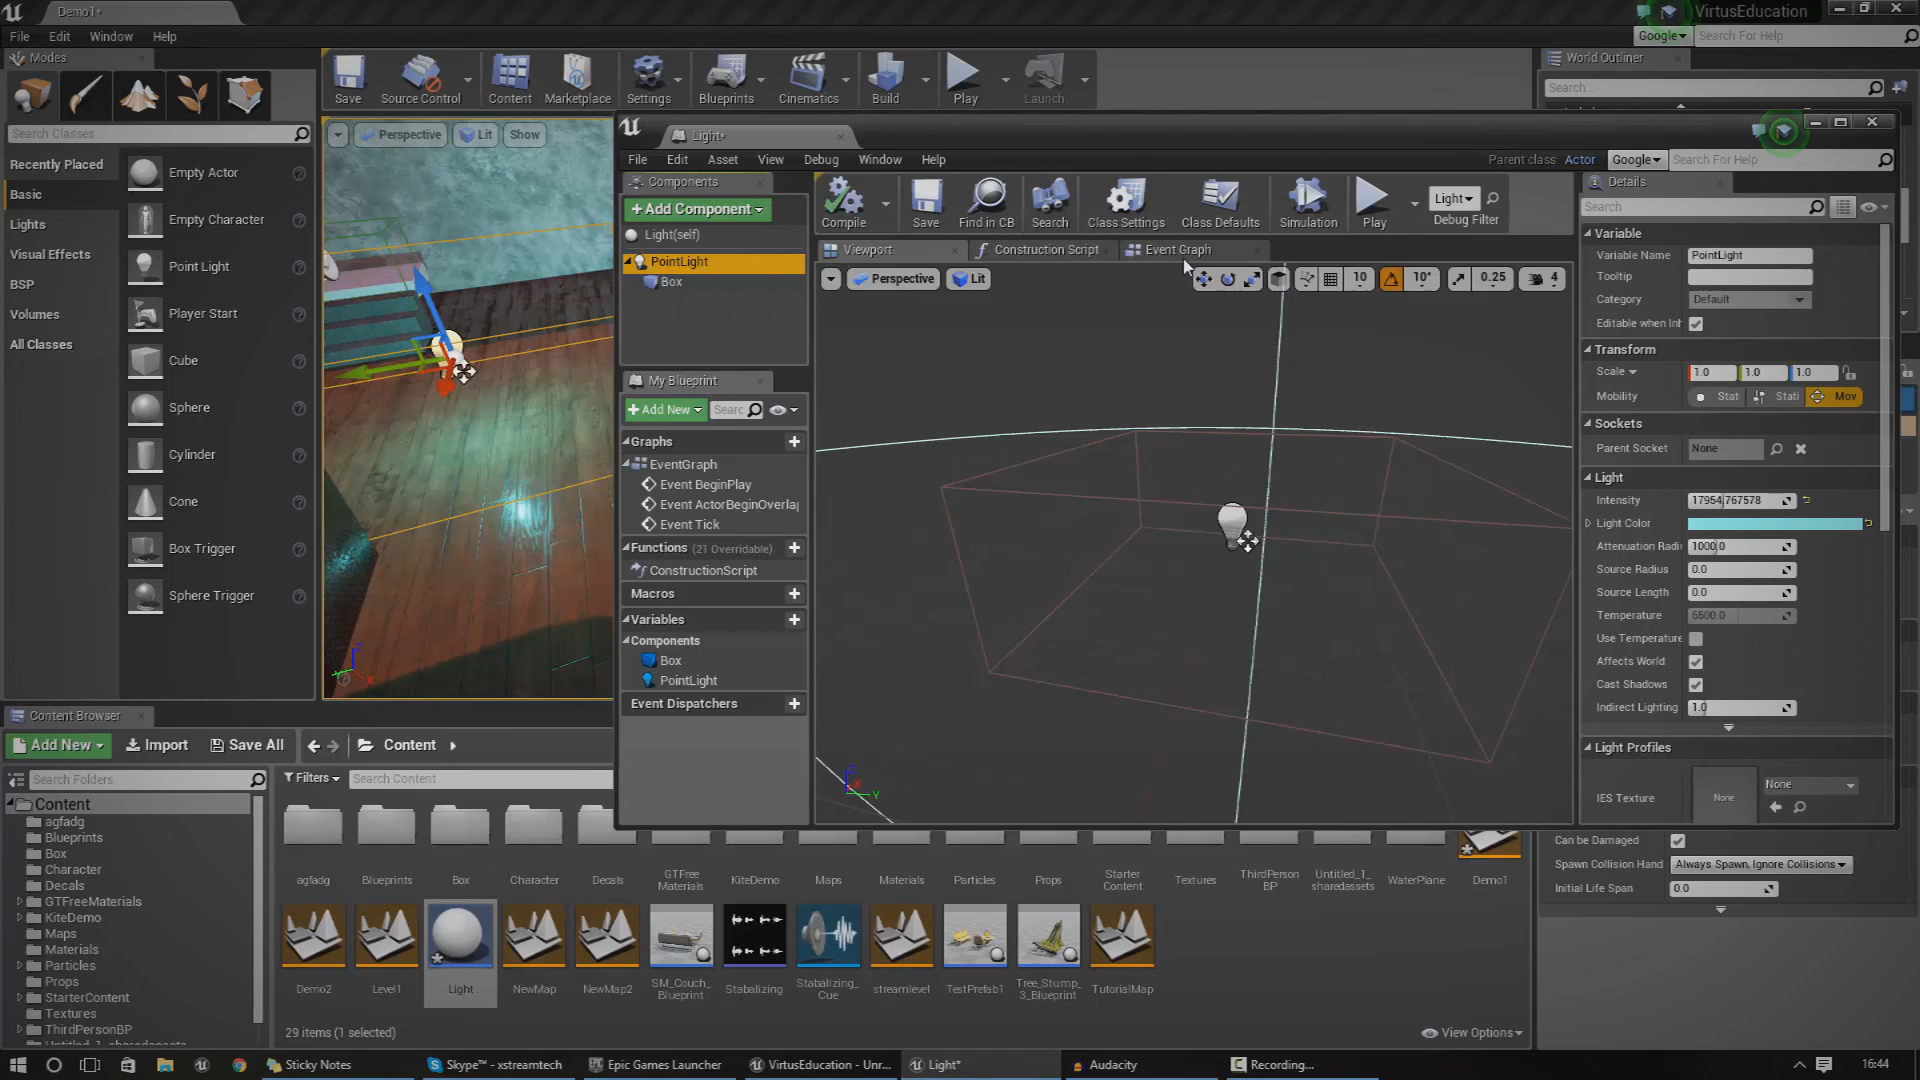 Demo1*
VirtusEducation
File Edit Window Help
Google
Search For Help
Modes
World Outliner
Save
Source Control
Content
Marketplace
Settings
Blueprints
Cinematics
Build
Play
Launch
Search...
Search Classes
Perspective
Lit
Show
Recently Placed
Basic
Lights
Visual Effects
BSP
Volumes
All Classes
Empty Actor
Empty Character
Point Light
Player Start
Cube
Sphere
Cylinder
Cone
Box Trigger
Sphere Trigger
Light*
File Edit Asset View Debug Window Help
Parent class: Actor
Google
Search For Help
Components
+Add Component
Light(self)
PointLight
Box
Compile
Save
Find in CB
Search
Class Settings
Class Defaults
Simulation
Play
Light
Debug Filter
Viewport
Construction Script
Event Graph
Perspective
Lit
10
10°
0.25
4
My Blueprint
+Add New
Searc
Graphs
EventGraph
Event BeginPlay
Event ActorBeginOverlap
Event Tick
Functions (21 Overridable)
ConstructionScript
Macros
Variables
Components
Box
PointLight
Event Dispatchers
Details
Search
Variable
Variable Name PointLight
Tooltip
Category Default
Editable when Inh
Transform
Scale 1.0 1.0 1.0
Mobility Stat Stati Mov
Sockets
Parent Socket None
Light
Intensity 17954.767578
Light Color
Attenuation Radi 1000.0
Source Radius 0.0
Source Length 0.0
Temperature 6500.0
Use Temperature
Affects World
Cast Shadows
Indirect Lighting 1.0
Light Profiles
IES Texture None None
Can be Damaged
Spawn Collision Hand Always Spawn, Ignore Collisions
Initial Life Span 0.0
Content Browser
Add New
Import
Save All
Content
Search Folders
Filters
Search Content
Content
agfadg
Blueprints
Box
Character
Decals
GTFreeMaterials
KiteDemo
Maps
Materials
Particles
Props
StarterContent
Textures
ThirdPersonBP
Untitled_1_sharedassets
agfadg
Blueprints
Box
Character
Decals
GTFree
Materials
KiteDemo
Maps
Materials
Particles
Props
Starter
Content
Textures
ThirdPerson
BP
Untitled_1_
sharedassets
WaterPlane
Demo1
Demo2
Level1
Light
NewMap
NewMap2
SM_Couch_
Blueprint
Stabalizing
Stabalizing_
Cue
streamlevel
TestPrefab1
Tree_Stump_
3_Blueprint
TutorialMap
29 items (1 selected)
View Options
Sticky Notes
Skype™ - xstreamtech
Epic Games Launcher
VirtusEducation - Unr...
Light*
Audacity
Recording...
16:44